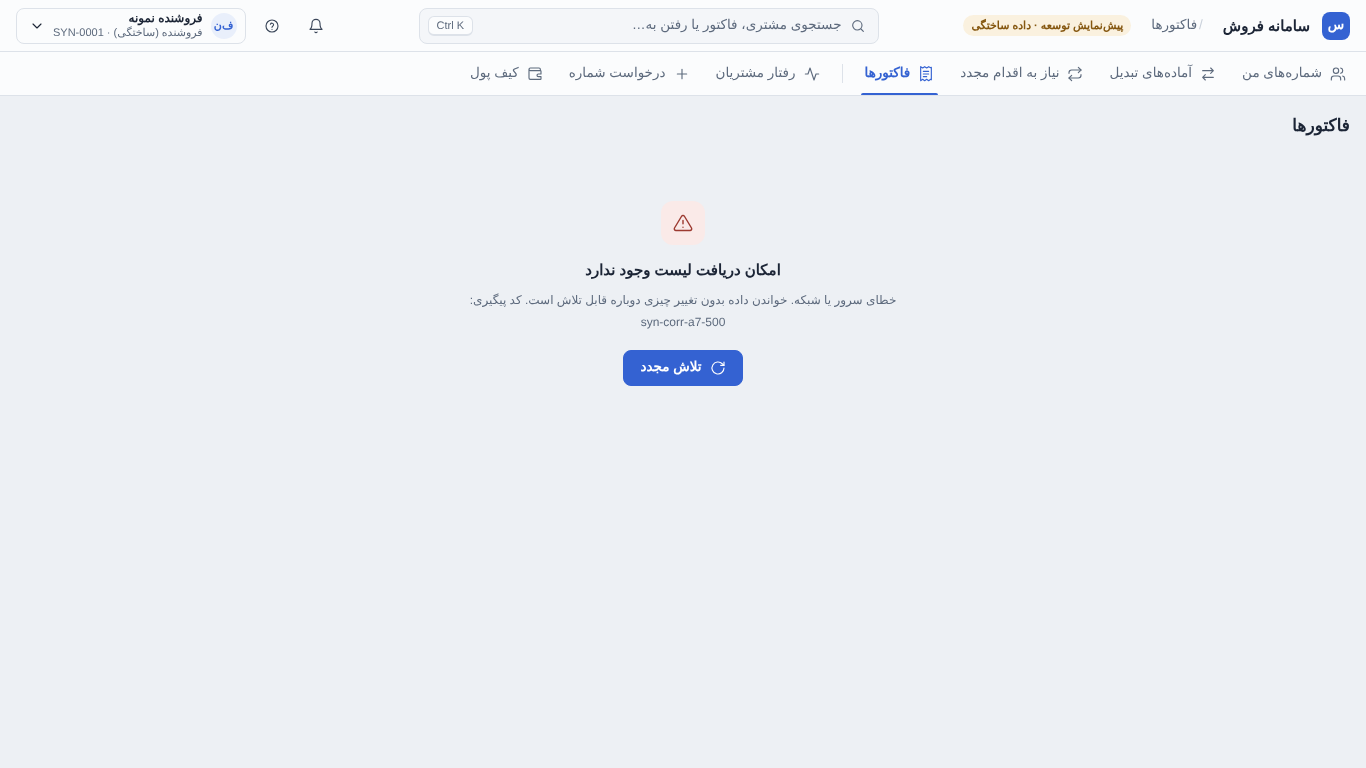 س
سامانه فروش
/ فاکتورها
پیش‌نمایش توسعه · داده ساختگی
جستجوی مشتری، فاکتور یا رفتن به…
Ctrl K
ف‌ن
فروشنده نمونه
فروشنده (ساختگی) · SYN-0001
شماره‌های من
آماده‌های تبدیل
نیاز به اقدام مجدد
فاکتورها
رفتار مشتریان
درخواست شماره
کیف پول
فاکتورها
امکان دریافت لیست وجود ندارد
خطای سرور یا شبکه. خواندن داده بدون تغییر چیزی دوباره قابل تلاش است. کد پیگیری:
syn-corr-a7-500
تلاش مجدد